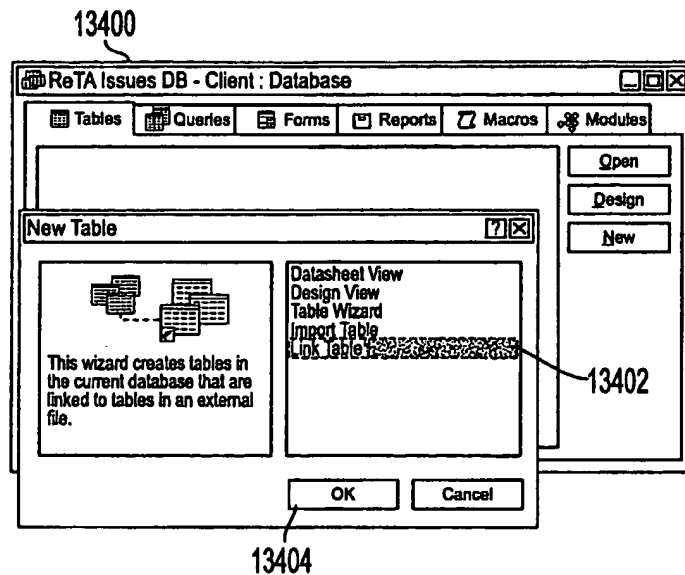 13400
ReTA Issues DB - Client : Database
Tables Queries Forms Reports Macros Modules
Open
Design
New
New Table
Datasheet View
Design View
Table Wizard
Import Table
Link Table
This wizard creates tables in
the current database that are
linked to tables in an external
file.
13402
OK Cancel
13404